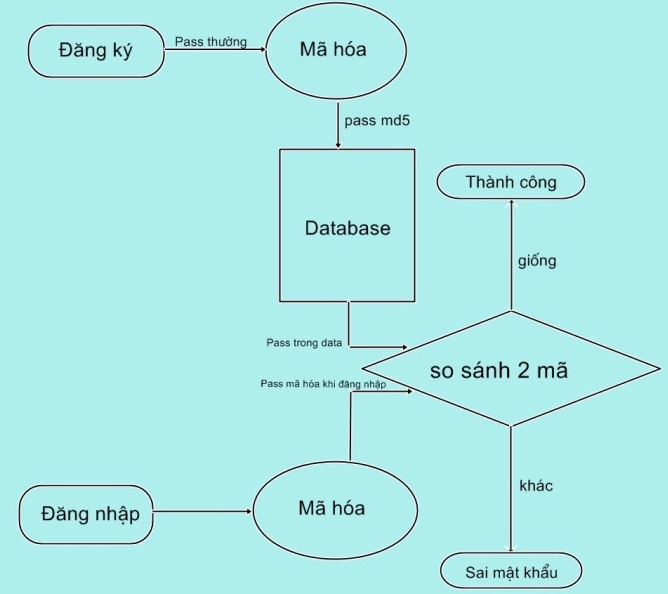 Đăng ký
Pass thường
Mã hóa
pass md5
Database
Thành công
giống
Pass trong data
so sánh 2 mã
Pass mã hóa khi đăng nhập
khác
Đăng nhập
Mã hóa
Sai mật khẩu